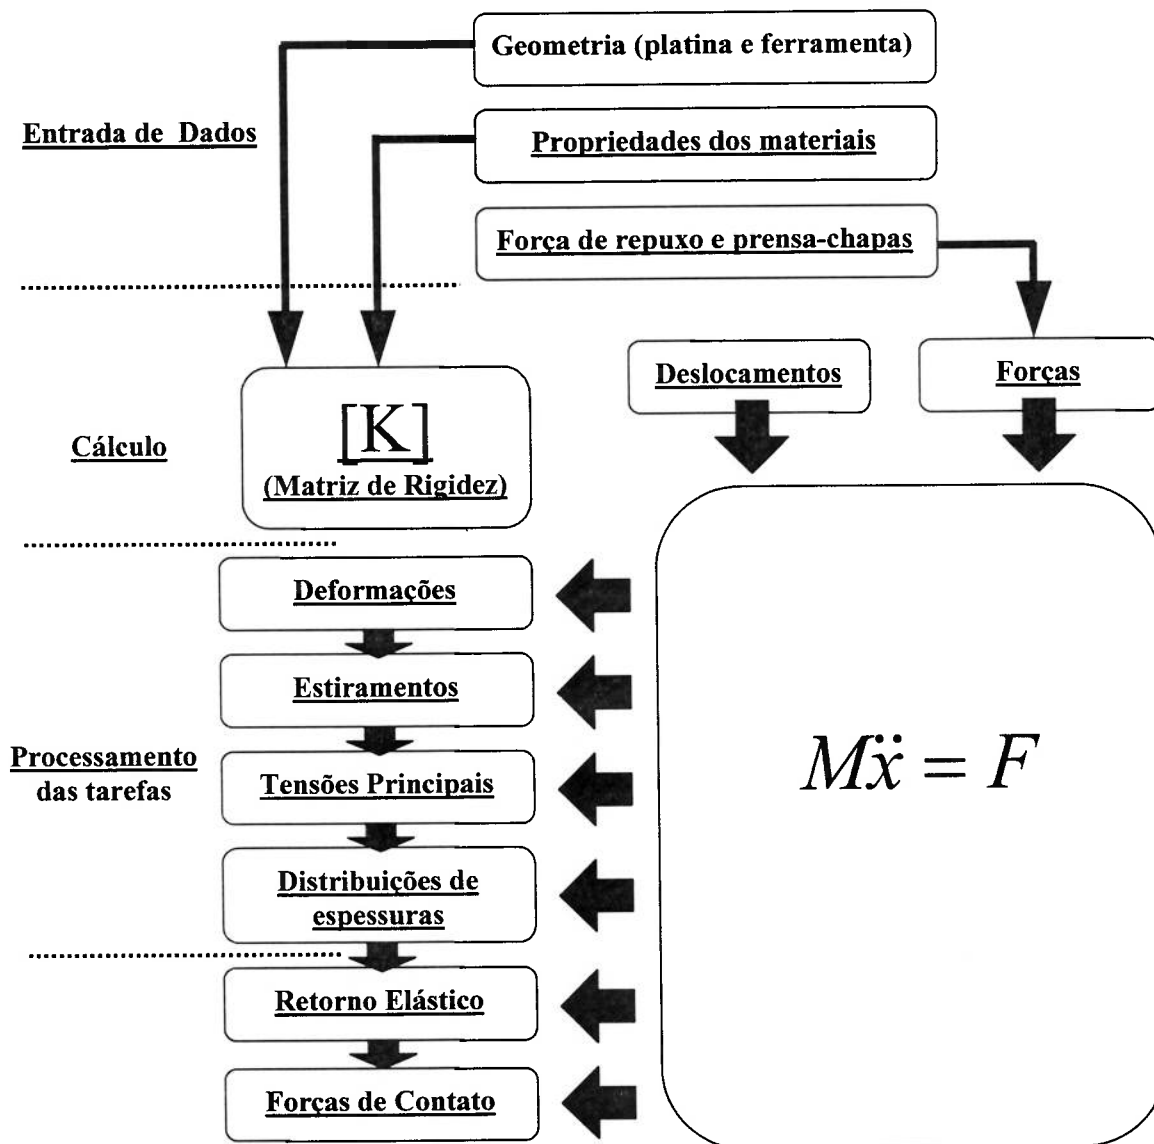 Geometria (platina e ferramenta)
Entrada de Dados
Propriedades dos materiais
Força de repuxo e prensa-chapas
Deslocamentos
Forças
[K]
Cálculo
(Matriz de Rigidez)
Deformações
Estiramentos
Processamento
das tarefas
Tensões Principais
Mẍ = F
Distribuições de
espessuras
Retorno Elástico
Forças de Contato